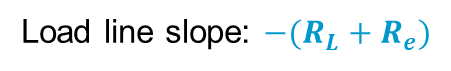 Load line slope: −(R_L + R_e)